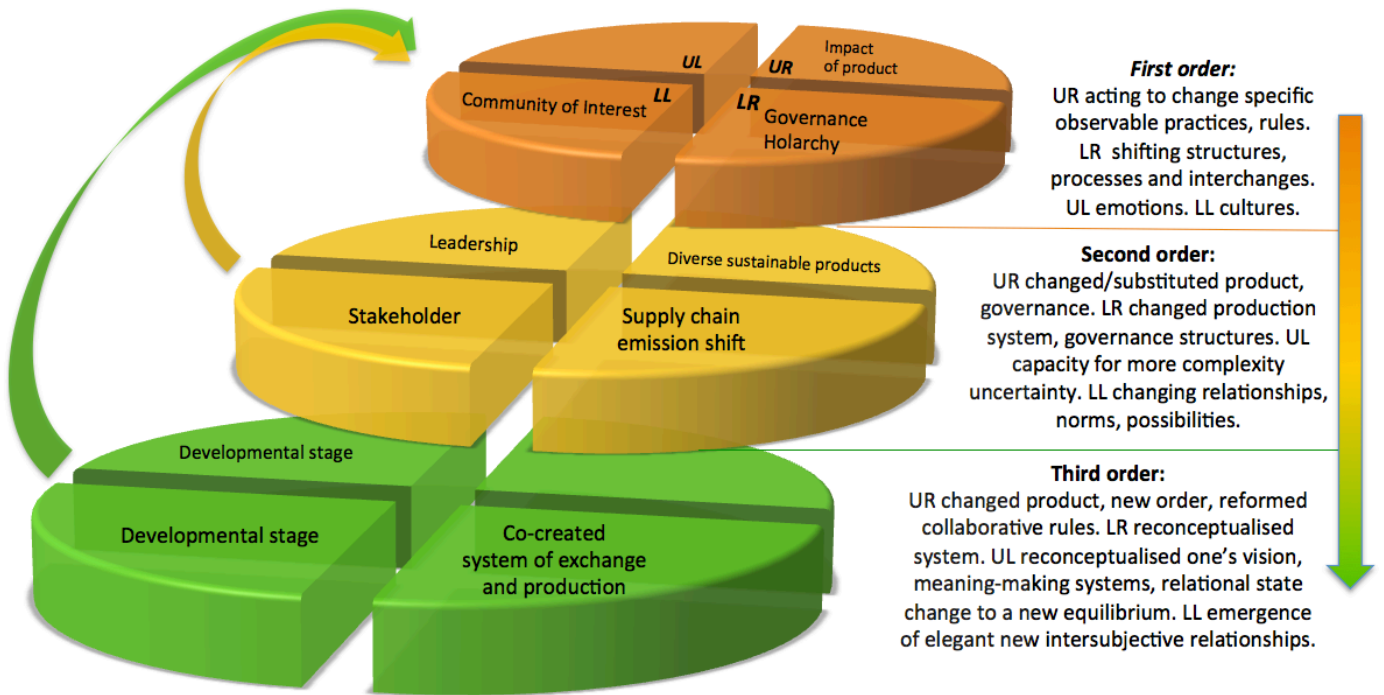 UL
UR
Impact
of product
Community of Interest
LL
LR
Governance
Holarchy
Leadership
Diverse sustainable products
Stakeholder
Supply chain
emission shift
Developmental stage
Developmental stage
Co-created
system of exchange
and production
First order:
UR acting to change specific
observable practices, rules.
LR shifting structures,
processes and interchanges.
UL emotions. LL cultures.
Second order:
UR changed/substituted product,
governance. LR changed production
system, governance structures. UL
capacity for more complexity
uncertainty. LL changing relationships,
norms, possibilities.
Third order:
UR changed product, new order, reformed
collaborative rules. LR reconceptualised
system. UL reconceptualised one's vision,
meaning-making systems, relational state
change to a new equilibrium. LL emergence
of elegant new intersubjective relationships.